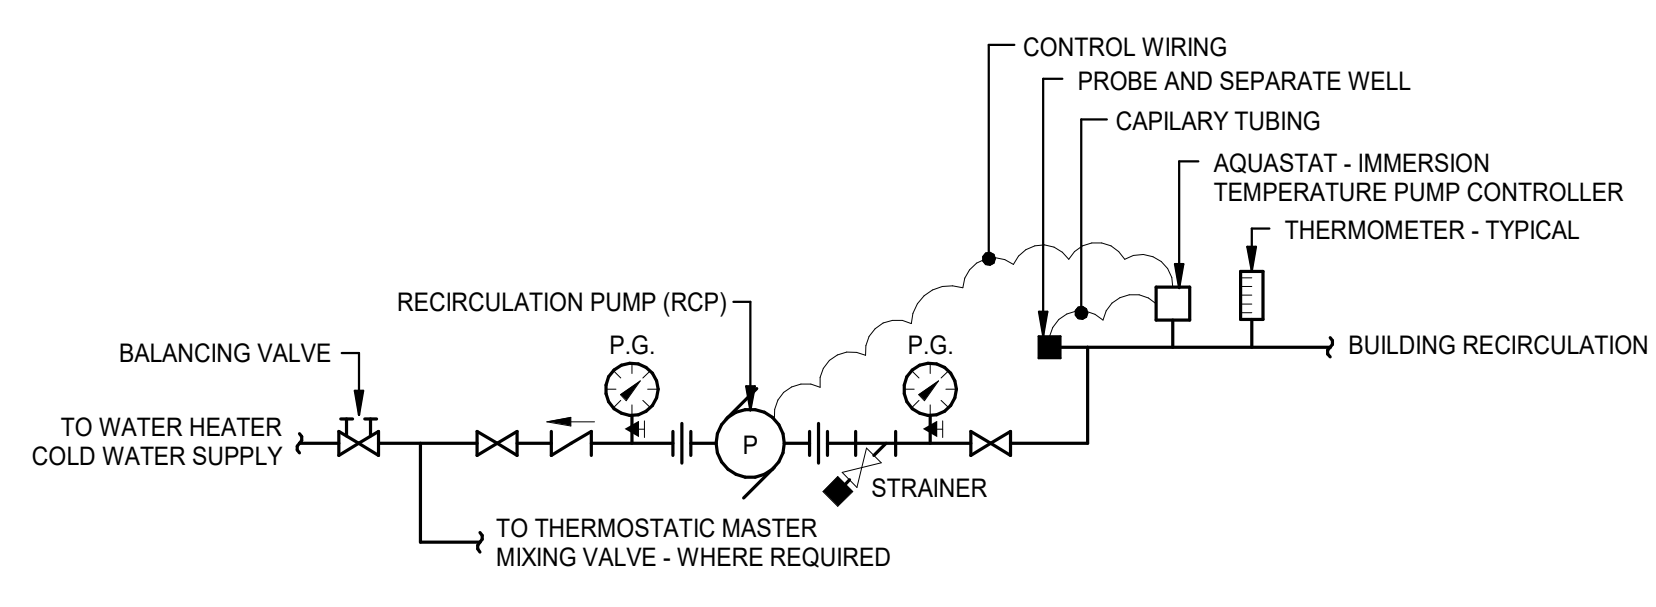 CONTROL WIRING
PROBE AND SEPARATE WELL
CAPILARY TUBING
AQUASTAT - IMMERSION
TEMPERATURE PUMP CONTROLLER
THERMOMETER - TYPICAL
RECIRCULATION PUMP (RCP)
BALANCING VALVE
P.G.
P.G.
BUILDING RECIRCULATION
TO WATER HEATER
COLD WATER SUPPLY
P
STRAINER
TO THERMOSTATIC MASTER
MIXING VALVE - WHERE REQUIRED